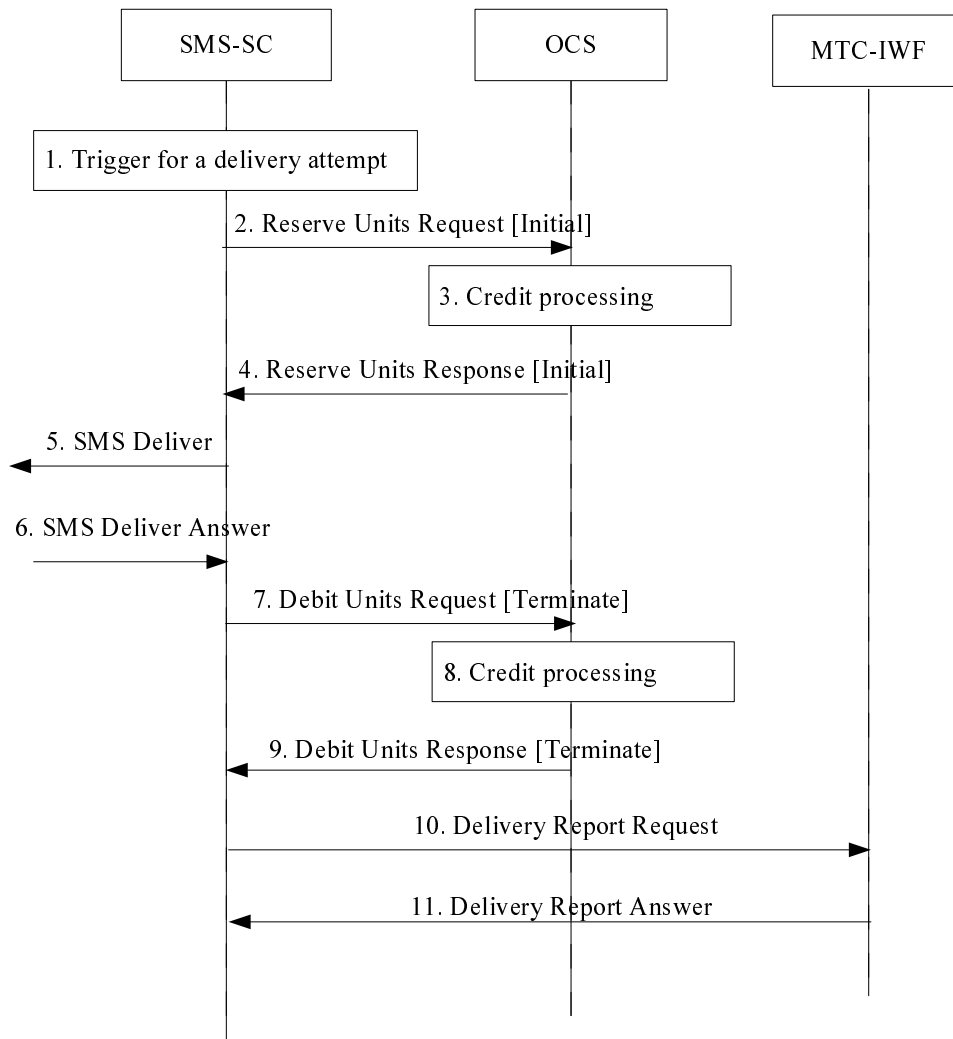 SMS-SC
OCS
MTC-IWF
1. Trigger for a delivery attempt
2. Reserve Units Request [Initial]
3. Credit processing
4. Reserve Units Response [Initial]
5. SMS Deliver
6. SMS Deliver Answer
7. Debit Units Request [Terminate]
8. Credit processing
9. Debit Units Response [Terminate]
10. Delivery Report Request
11. Delivery Report Answer